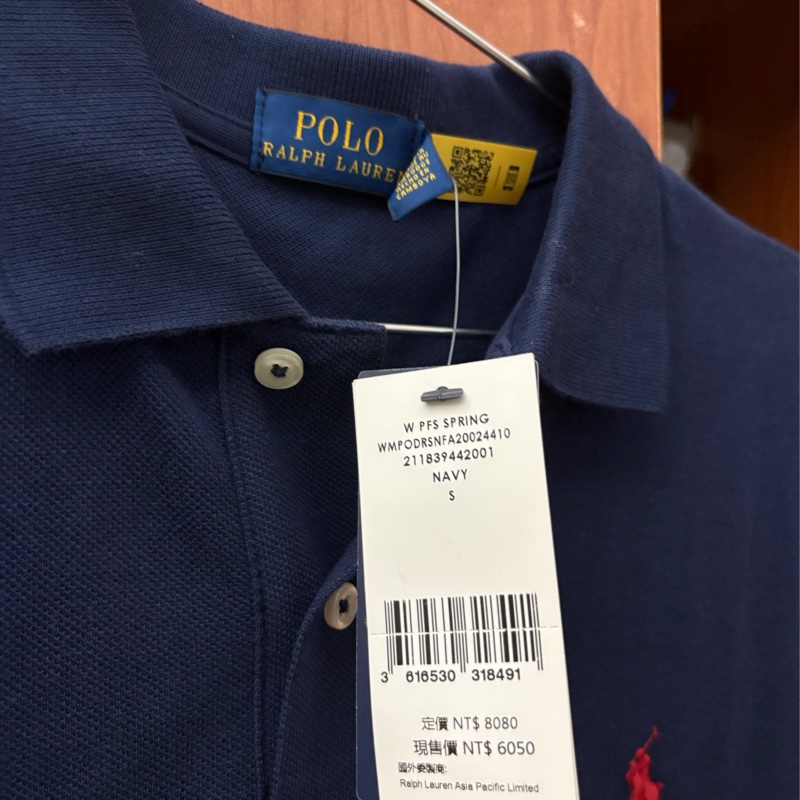 POLO
RALPH LAUREN
CAMBOYA
W PFS SPRING
WMPODRSNFA20024410
211839442001
NAVY
S
3 616530 318491
定價 NT$ 8080
現售價 NT$ 6050
國外委製商:
Ralph Lauren Asia Pacific Limited